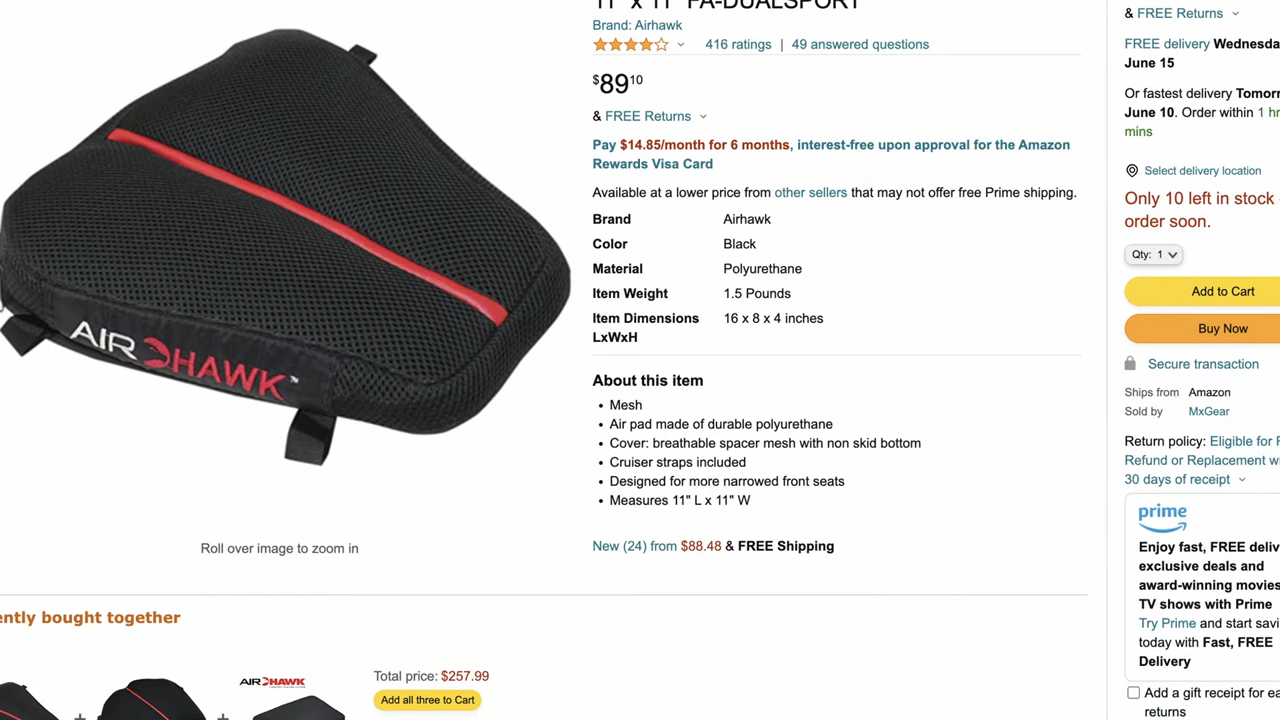 11" x 11" FA-DUALSPORT
Brand: Airhawk
416 ratings | 49 answered questions
$8910
& FREE Returns
Pay $14.85/month for 6 months, interest-free upon approval for the Amazon
Rewards Visa Card
Available at a lower price from other sellers that may not offer free Prime shipping.
Brand Airhawk
Color Black
Material Polyurethane
Item Weight 1.5 Pounds
Item Dimensions 16 x 8 x 4 inches
LxWxH
About this item
• Mesh
• Air pad made of durable polyurethane
• Cover: breathable spacer mesh with non skid bottom
• Cruiser straps included
• Designed for more narrowed front seats
• Measures 11" L x 11" W
New (24) from $88.48 & FREE Shipping
AIRHAWK™
Roll over image to zoom in
ently bought together
AIRHAWK
Total price: $257.99
Add all three to Cart
& FREE Returns
FREE delivery Wednesda
June 15
Or fastest delivery Tomorr
June 10. Order within 1 hr
mins
Select delivery location
Only 10 left in stock -
order soon.
Qty: 1
Add to Cart
Buy Now
Secure transaction
Ships from Amazon
Sold by MxGear
Return policy: Eligible for
Refund or Replacement wi
30 days of receipt
prime
Enjoy fast, FREE deliv
exclusive deals and
award-winning movies
TV shows with Prime
Try Prime and start savi
today with Fast, FREE
Delivery
Add a gift receipt for ea
returns